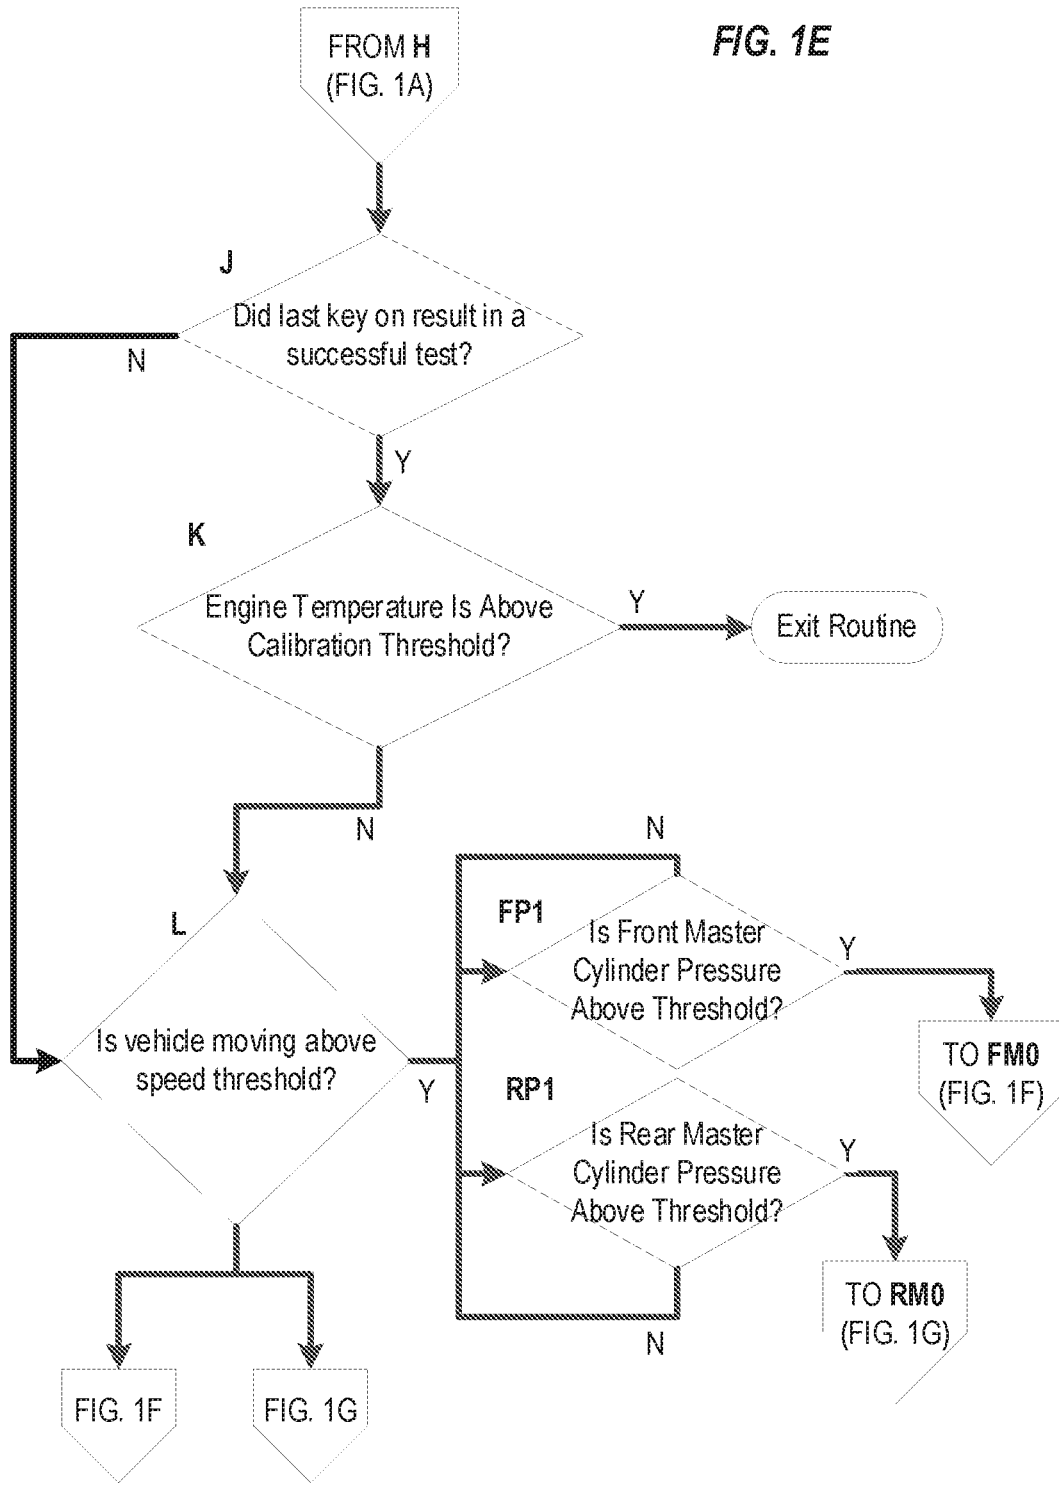 FIG. 1E
FROM H
(FIG. 1A)
J
Did last key on result in a
successful test?
N
Y
K
Engine Temperature Is Above
Calibration Threshold?
Y
Exit Routine
N
L
Is vehicle moving above
speed threshold?
Y
N
FP1
Is Front Master
Cylinder Pressure
Above Threshold?
Y
TO FM0
(FIG. 1F)
RP1
Is Rear Master
Cylinder Pressure
Above Threshold?
Y
N
TO RM0
(FIG. 1G)
FIG. 1F
FIG. 1G